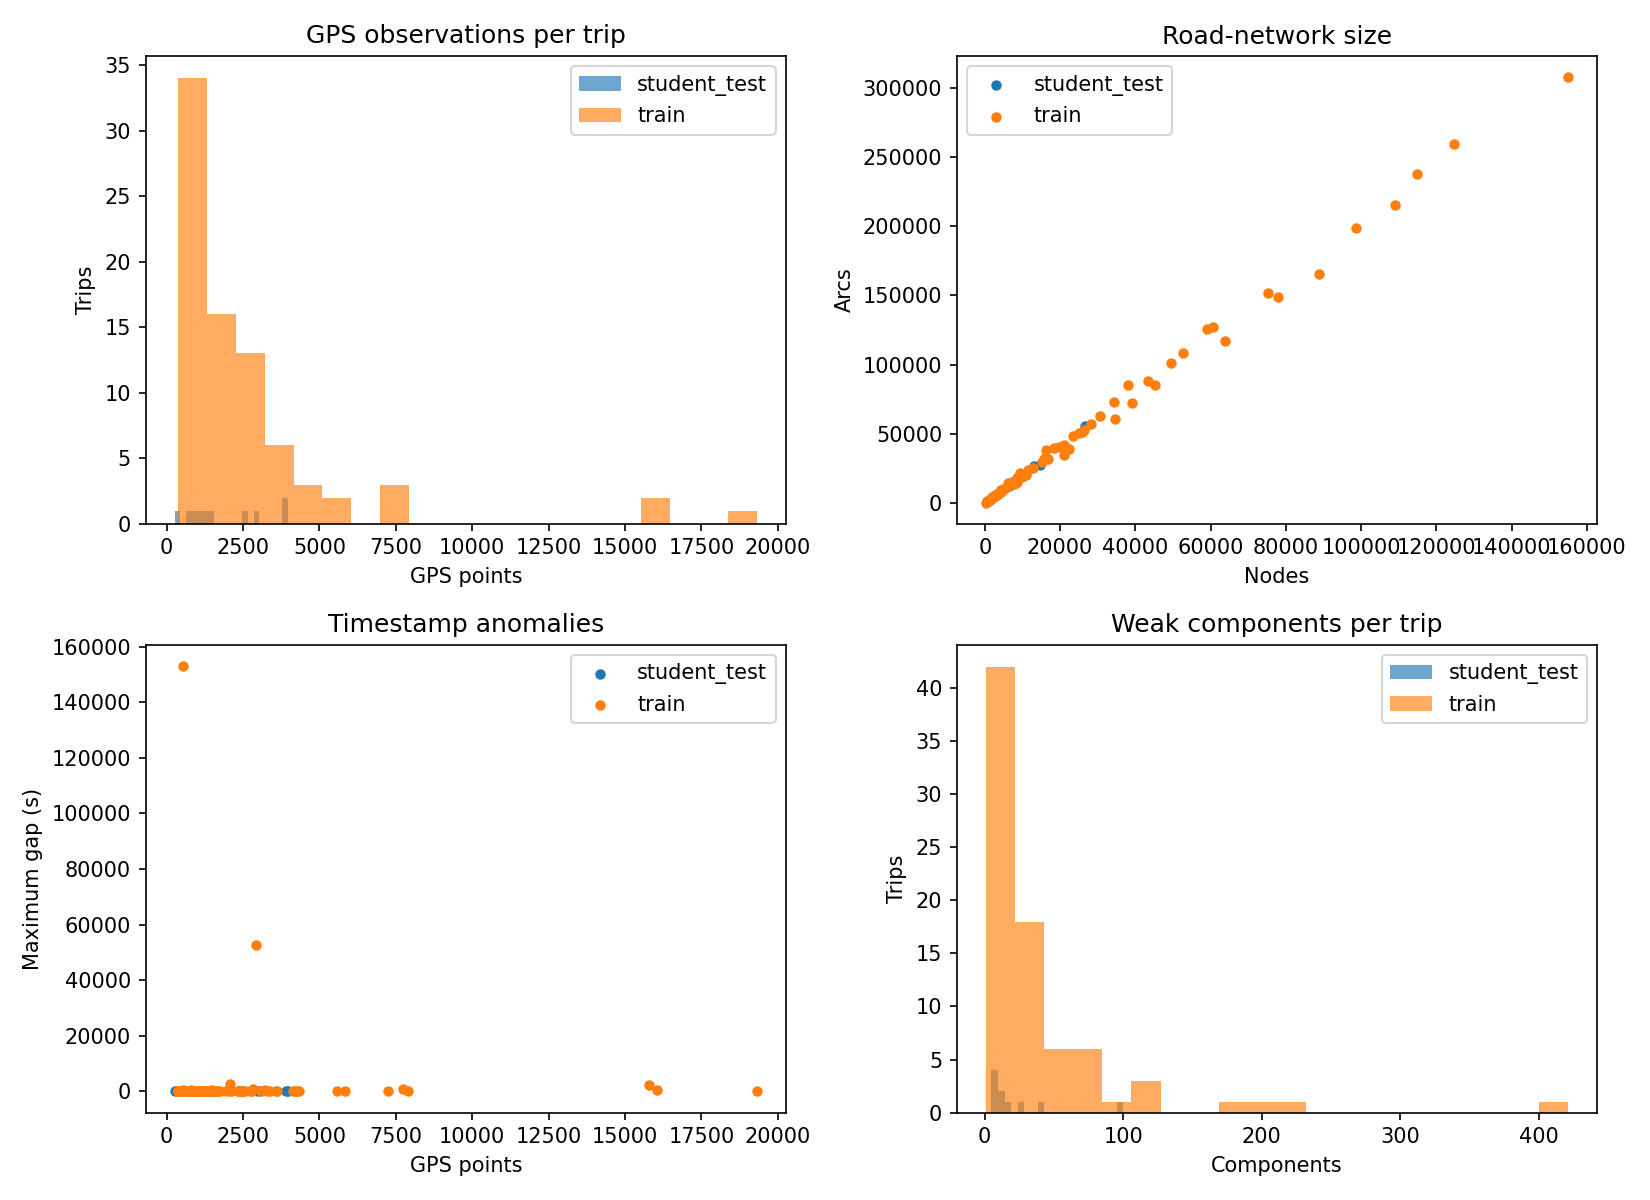 GPS observations per trip
35
30
25
20
15
10
5
0
Trips
student_test
train
0 2500 5000 7500 10000 12500 15000 17500 20000
GPS points
Road-network size
300000
250000
200000
150000
100000
50000
0
Arcs
student_test
train
0 20000 40000 60000 80000 100000 120000 140000 160000
Nodes
Timestamp anomalies
160000
140000
120000
100000
80000
60000
40000
20000
0
Maximum gap (s)
student_test
train
0 2500 5000 7500 10000 12500 15000 17500 20000
GPS points
Weak components per trip
40
35
30
25
20
15
10
5
0
Trips
student_test
train
0 100 200 300 400
Components